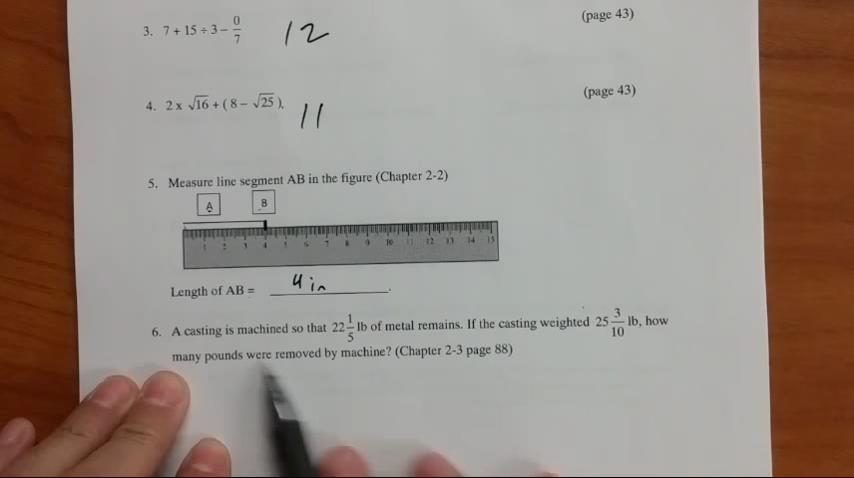 3. 7 + 15 ÷ 3 – 0/7 12 (page 43)
4. 2 x √16 + ( 8 – √25 ), 11 (page 43)
5. Measure line segment AB in the figure (Chapter 2-2)
A B
1 2 3 4 5 6 7 8 9 10 11 12 13 14 15
Length of AB = 4 in.
6. A casting is machined so that 22 1/5 lb of metal remains. If the casting weighted 25 3/10 lb, how
many pounds were removed by machine? (Chapter 2-3 page 88)